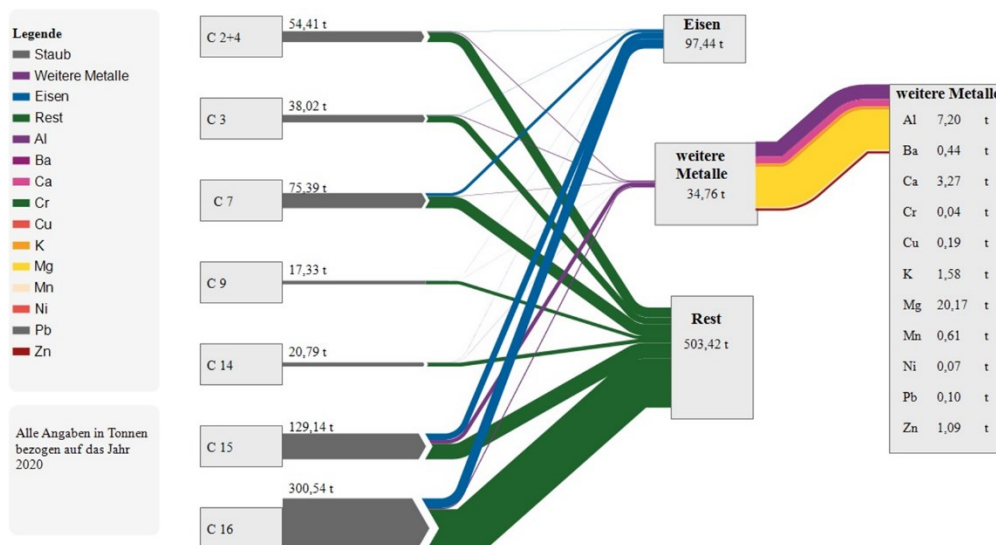 Legende
Staub
Weitere Metalle
Eisen
Rest
Al
Ba
Ca
Cr
Cu
K
Mg
Mn
Ni
Pb
Zn
Alle Angaben in Tonnen
bezogen auf das Jahr
2020
C 2+4
54,41 t
C 3
38,02 t
C 7
75,39 t
C 9
17,33 t
C 14
20,79 t
C 15
129,14 t
C 16
300,54 t
Eisen
97,44 t
weitere
Metalle
34,76 t
Rest
503,42 t
weitere Metalle
Al 7,20 t
Ba 0,44 t
Ca 3,27 t
Cr 0,04 t
Cu 0,19 t
K 1,58 t
Mg 20,17 t
Mn 0,61 t
Ni 0,07 t
Pb 0,10 t
Zn 1,09 t